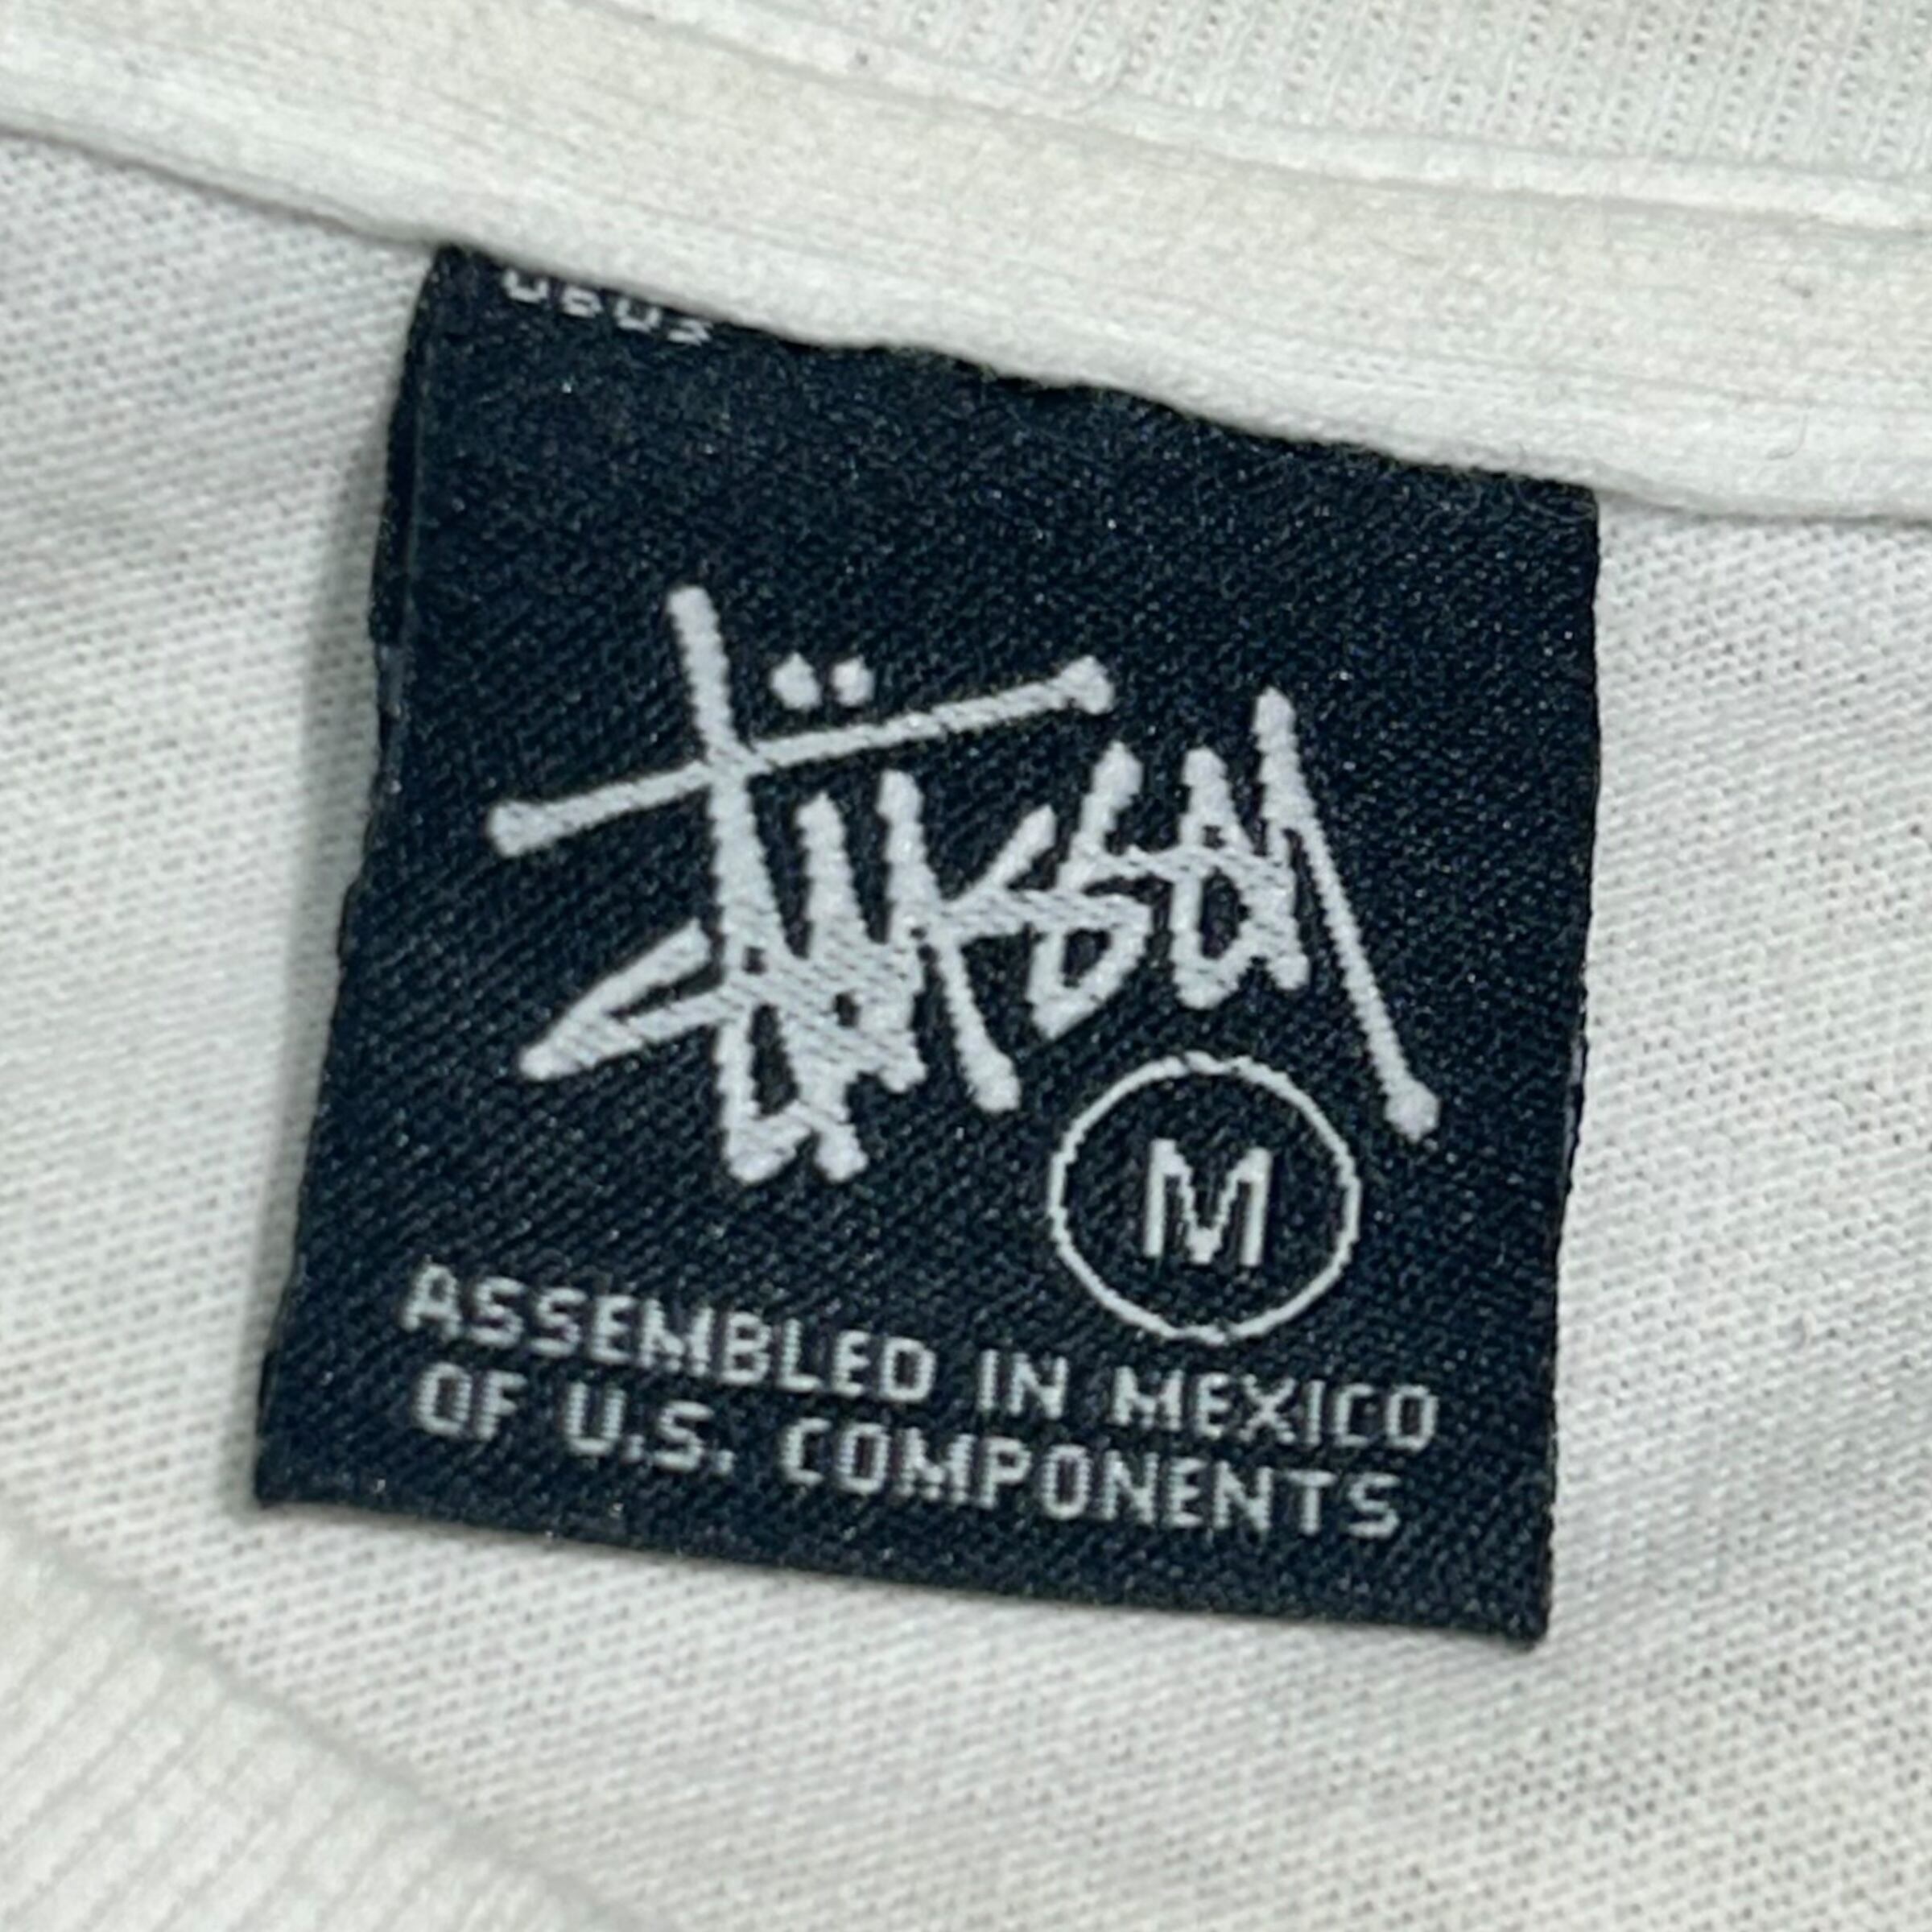 Stüssy
M
ASSEMBLED IN MEXICO
OF U.S. COMPONENTS